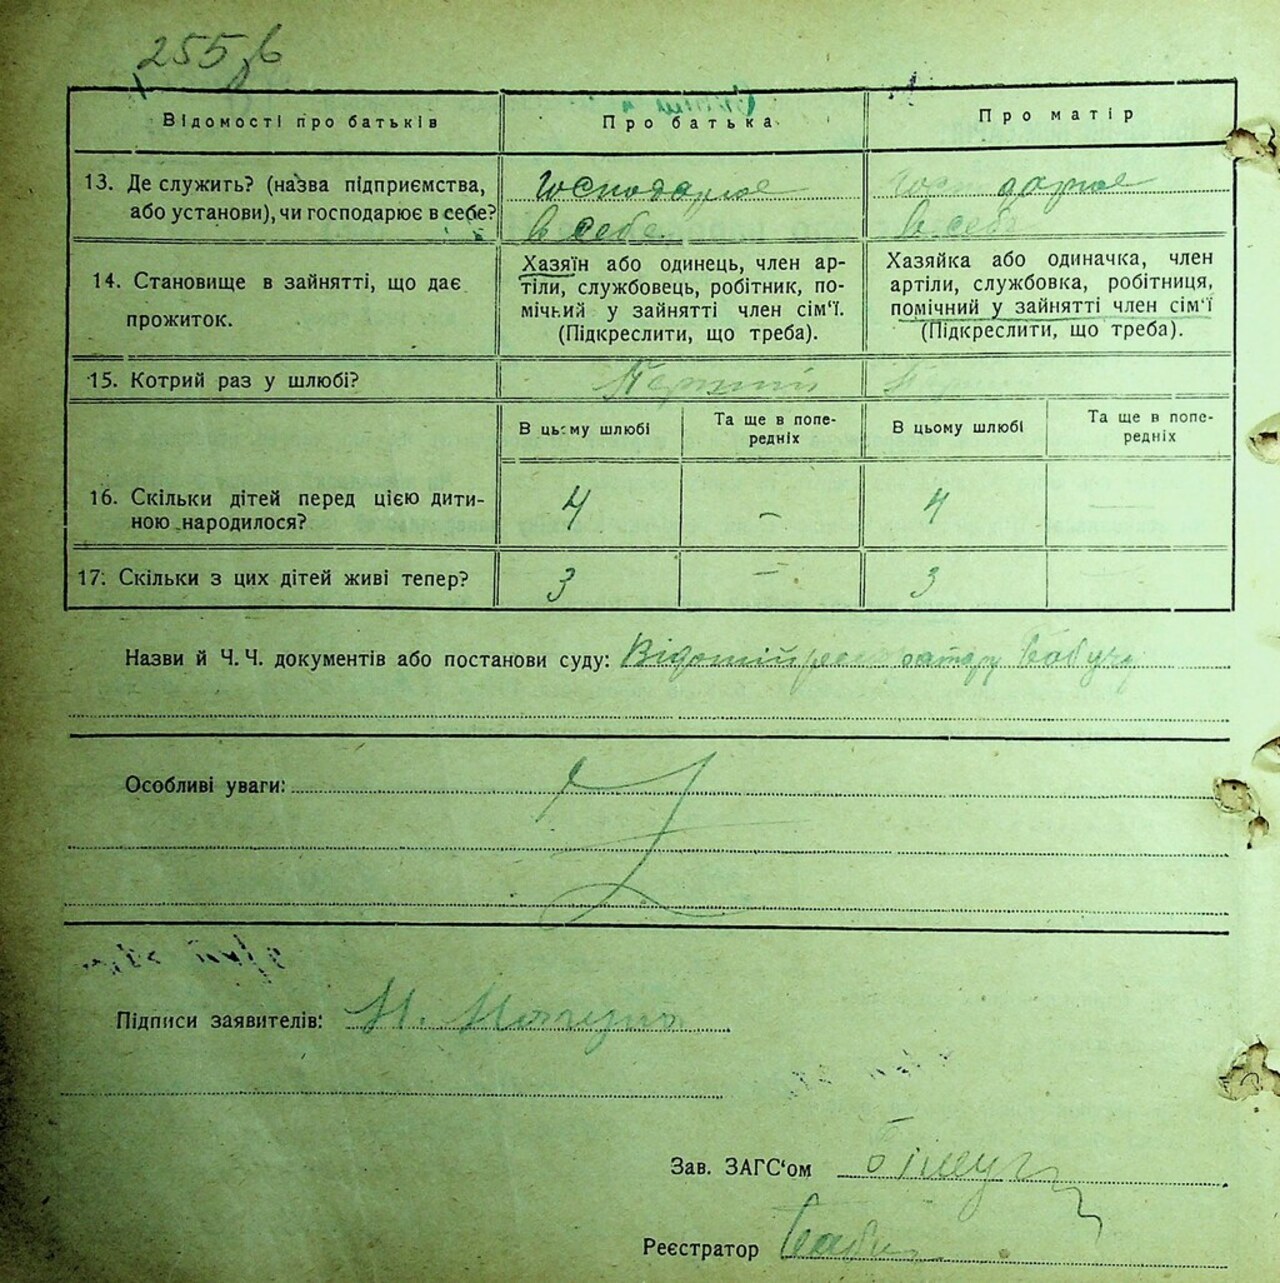 255
Відомості про батьків
Про батька
Про матір
13. Де служить? (назва підприємства, або установи), чи господарює в себе?
Господарює
в себе
Господарює
в себе
14. Становище в зайнятті, що дає прожиток.
Хазяїн або одинець, член ар-
тіли, службовець, робітник, по-
мічний у зайнятті член сім'ї.
(Підкреслити, що треба).
Хазяйка або одиначка, член
артіли, службовка, робітниця,
помічний у зайнятті член сім'ї
(Підкреслити, що треба).
15. Котрий раз у шлюбі?
Перший
В цьому шлюбі
Та ще в попе-
редніх
В цьому шлюбі
Та ще в попе-
редніх
16. Скільки дітей перед цією дити-
ною народилося?
4
—
4
—
17. Скільки з цих дітей живі тепер?
3
—
3
—
Назви й Ч. Ч. документів або постанови суду: Відомий реєстратору
Особливі уваги:
Підписи заявителів:
Зав. ЗАГС'ом
Реєстратор